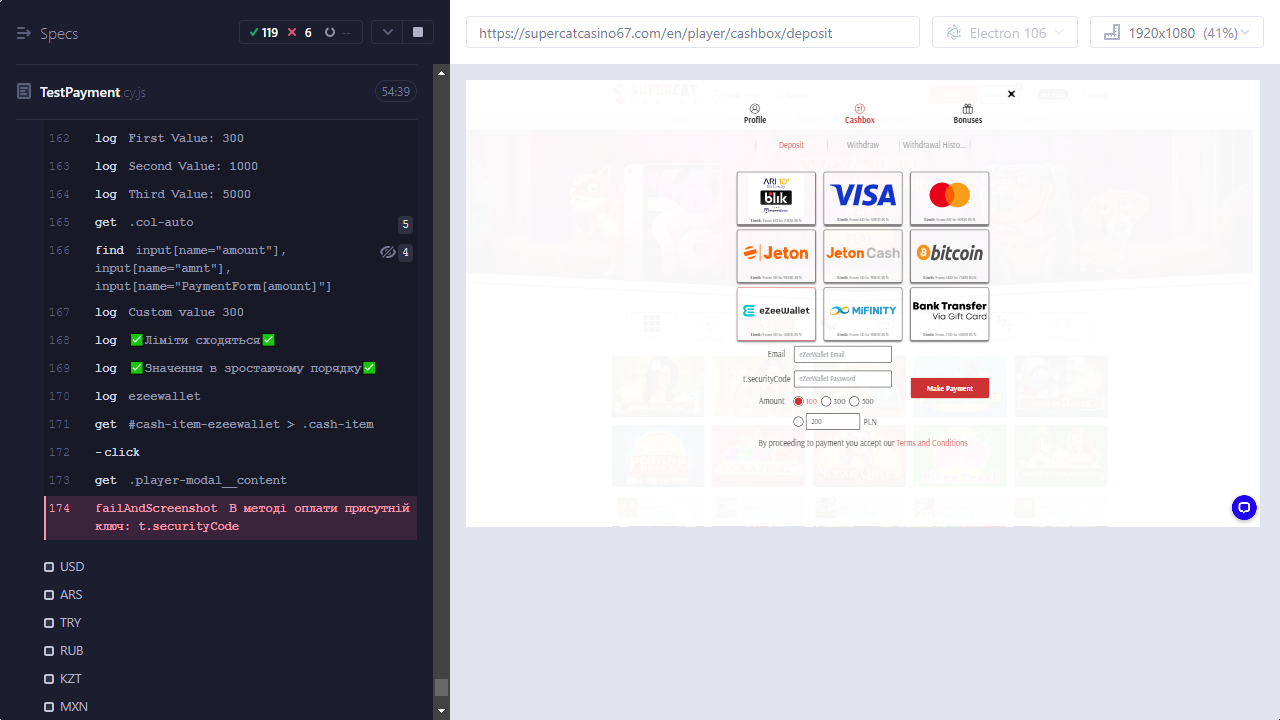 Specs
119
6
--
TestPayment.cy.js
54:39
162 log First Value: 300
163 log Second Value: 1000
164 log Third Value: 5000
165 get .col-auto 5
166 find input[name="amount"], 4
input[name="amnt"],
input[name="PaymentForm[amount]"]
167 log Custom value 300
168 log ✅Ліміти сходяться✅
169 log ✅Значення в зростаючому порядку✅
170 log ezeewallet
171 get #cash-item-ezeewallet > .cash-item
172 -click
173 get .player-modal__content
174 failAndScreenshot В методі оплати присутній
ключ: t.securityCode
USD
ARS
TRY
RUB
KZT
MXN
https://supercatcasino67.com/en/player/cashbox/deposit
Electron 106
1920x1080 (41%)
Profile
Cashbox
Bonuses
Deposit
Withdraw
Withdrawal Histo...
ARI 10
blik
VISA
Jeton
Jeton Cash
bitcoin
eZeeWallet
MiFINITY
Bank Transfer
Via Gift Card
Email
eZeeWallet Email
t.securityCode
eZeeWallet Password
Make Payment
Amount
100
300
500
200
PLN
By proceeding to payment you accept our Terms and Conditions